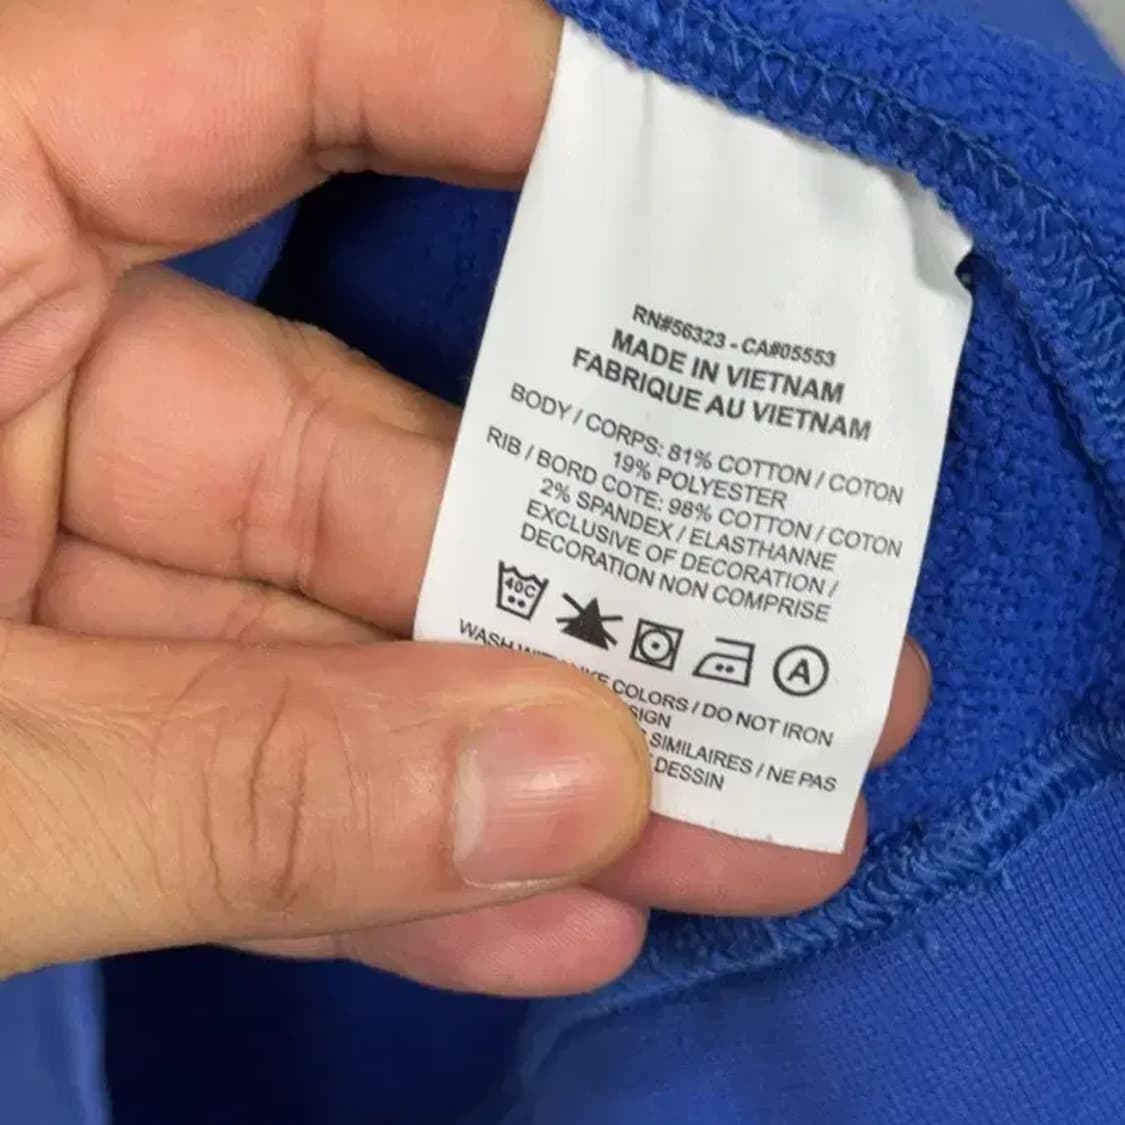 RN#56323 - CA#05553
MADE IN VIETNAM
FABRIQUE AU VIETNAM
BODY / CORPS: 81% COTTON / COTON
19% POLYESTER
RIB / BORD COTE: 98% COTTON / COTON
2% SPANDEX / ELASTHANNE
EXCLUSIVE OF DECORATION /
DECORATION NON COMPRISE
40C
A
WASH COLORS / DO NOT IRON
SIMILAIRES / NE PAS
DESSIN